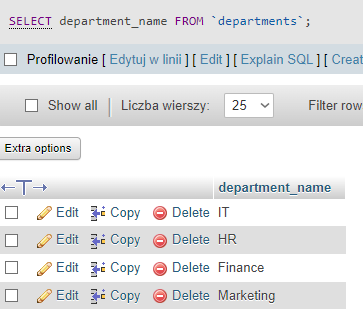 SELECT department_name FROM `departments`;
Profilowanie [ Edytuj w linii ] [ Edit ] [ Explain SQL ] [ Creat
Show all | Liczba wierszy: 25 Filter row
Extra options
department_name
Edit Copy Delete IT
Edit Copy Delete HR
Edit Copy Delete Finance
Edit Copy Delete Marketing